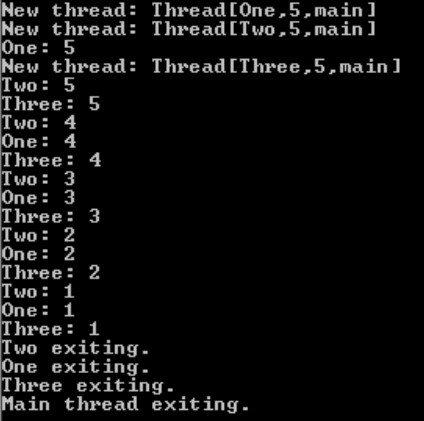 New thread: Thread[One,5,main]
New thread: Thread[Two,5,main]
One: 5
New thread: Thread[Three,5,main]
Two: 5
Three: 5
Two: 4
One: 4
Three: 4
Two: 3
One: 3
Three: 3
Two: 2
One: 2
Three: 2
Two: 1
One: 1
Three: 1
Two exiting.
One exiting.
Three exiting.
Main thread exiting.